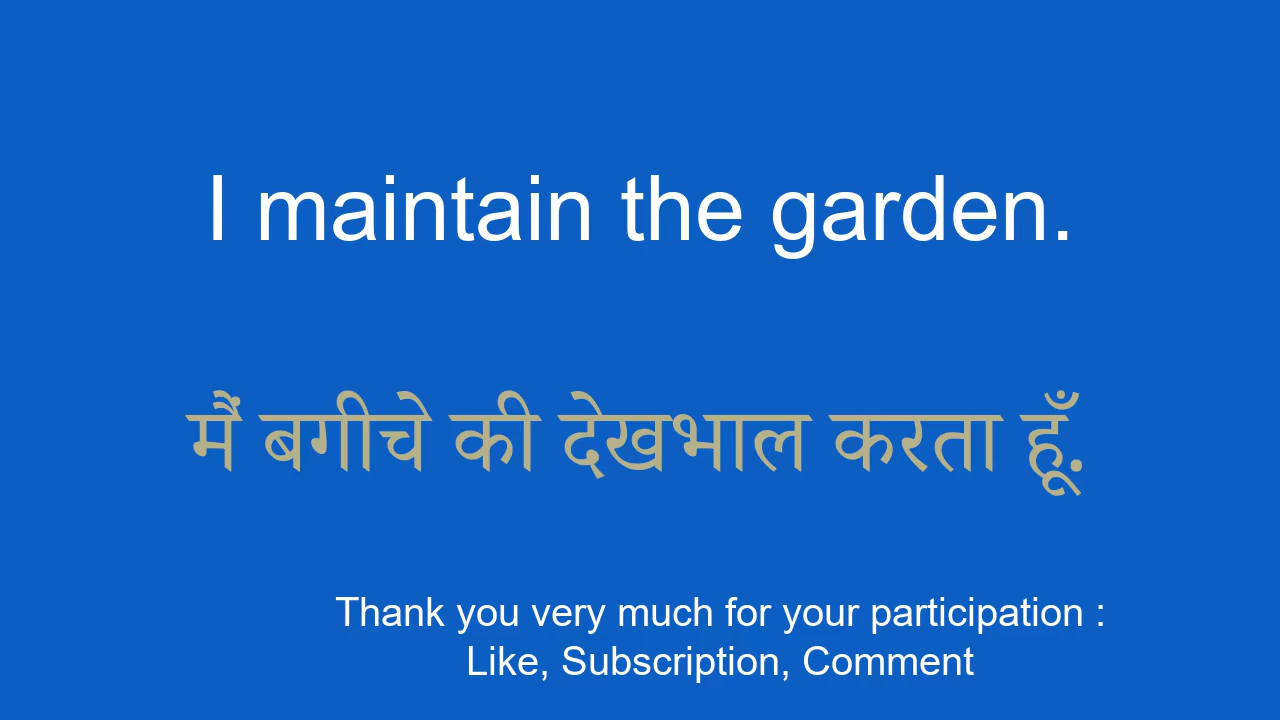 I maintain the garden.
मैं बगीचे की देखभाल करता हूँ.
Thank you very much for your participation :
Like, Subscription, Comment